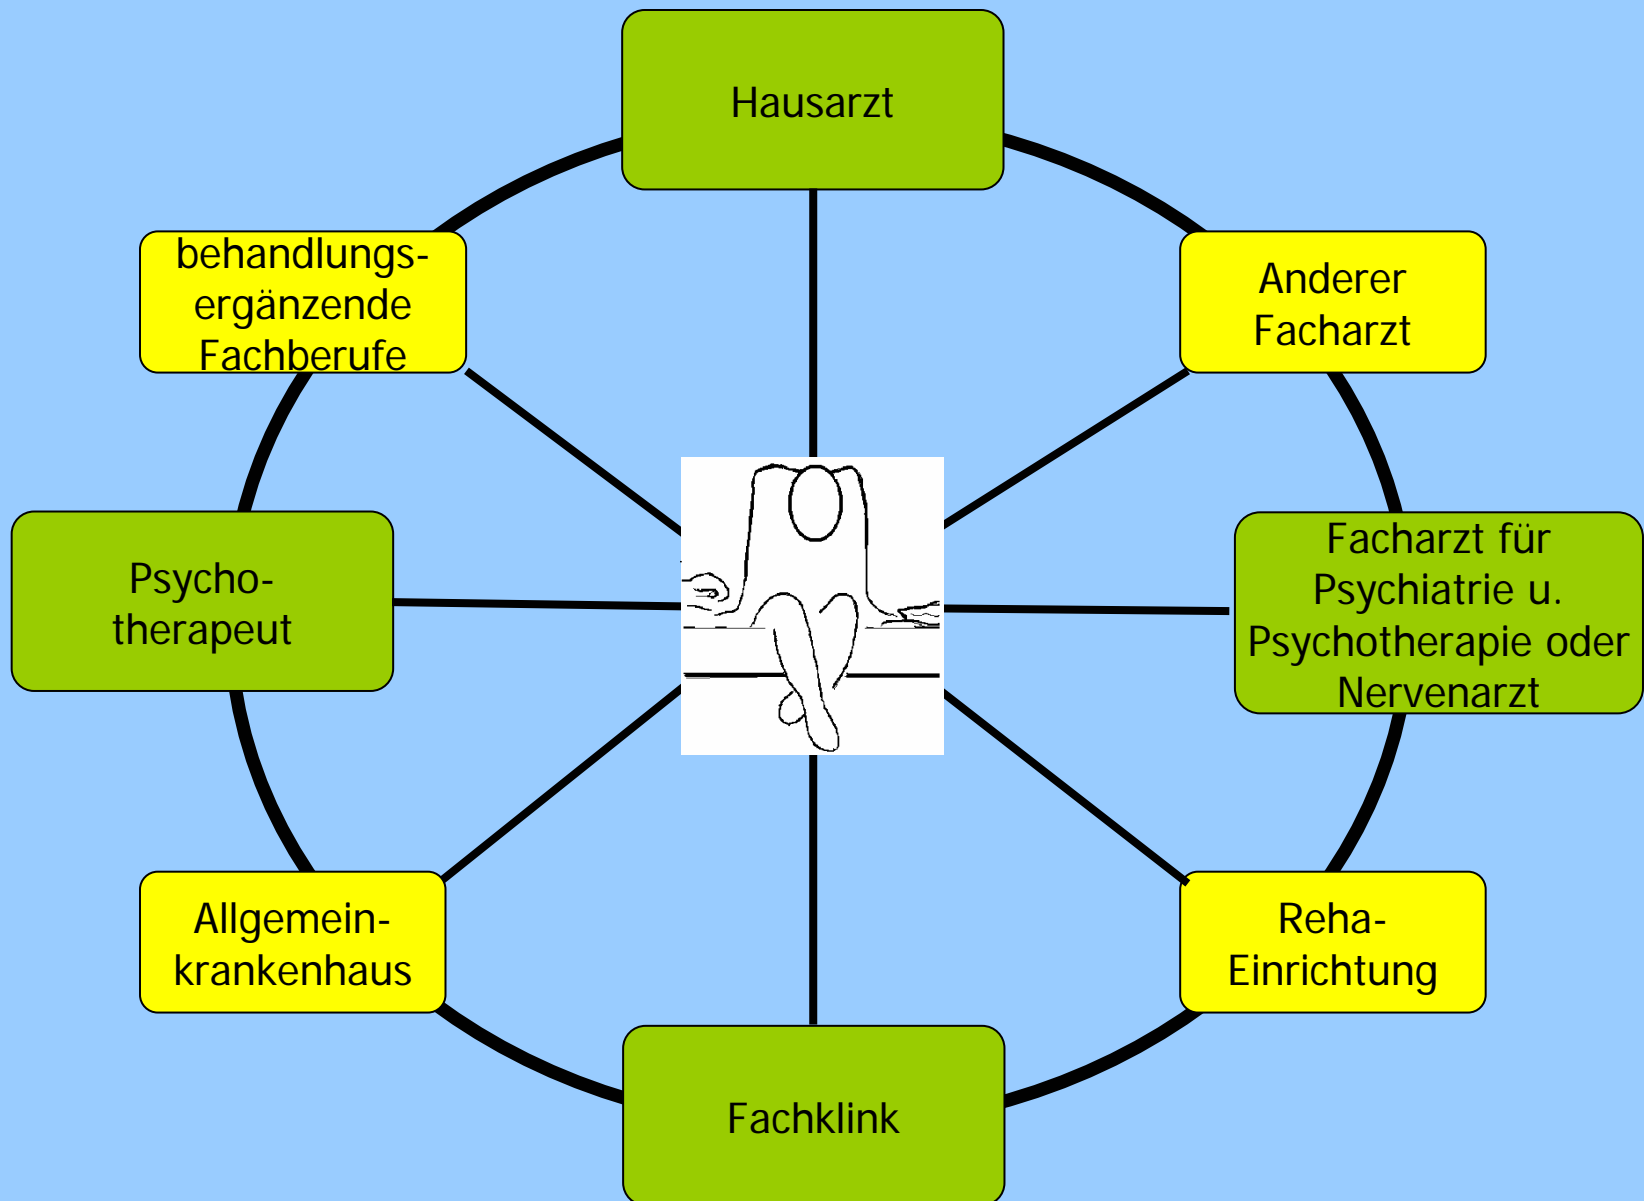 Hausarzt
behandlungs-
ergänzende
Fachberufe
Anderer
Facharzt
Psycho-
therapeut
Facharzt für
Psychiatrie u.
Psychotherapie oder
Nervenarzt
Allgemein-
krankenhaus
Reha-
Einrichtung
Fachklink